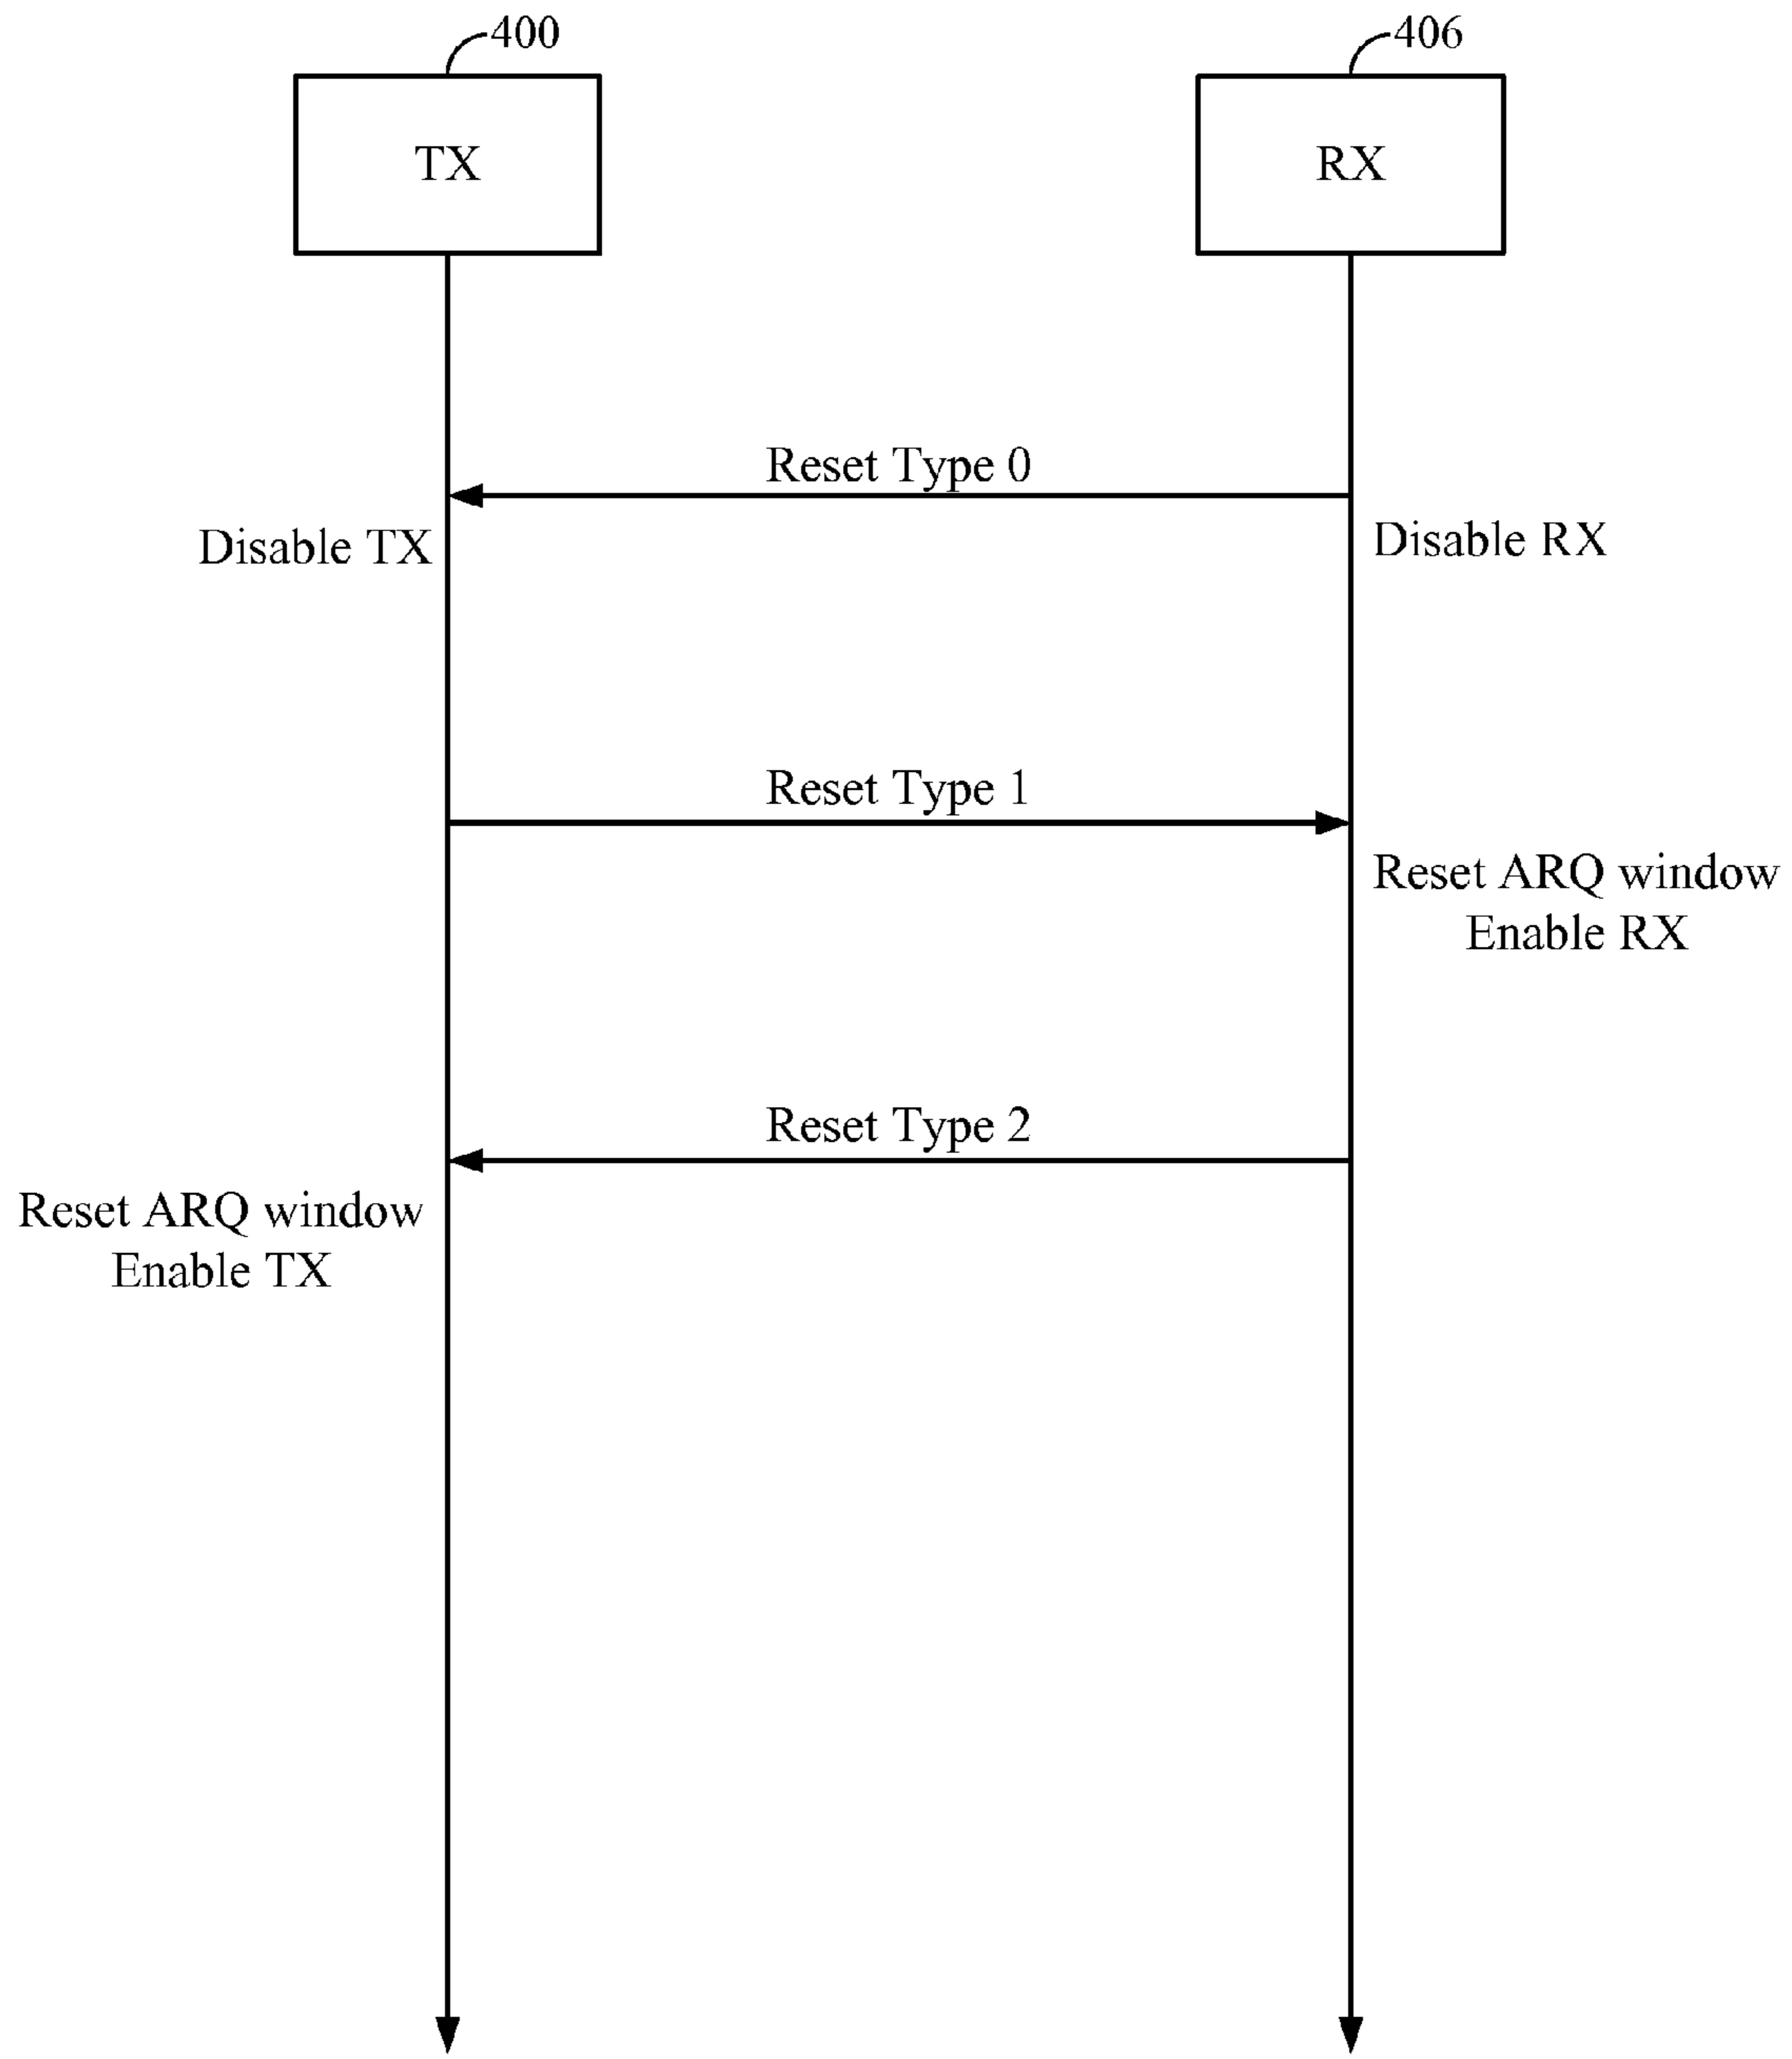 400
406
TX
RX
Reset Type 0
Disable TX
Disable RX
Reset Type 1
Reset ARQ window
Enable RX
Reset Type 2
Reset ARQ window
Enable TX